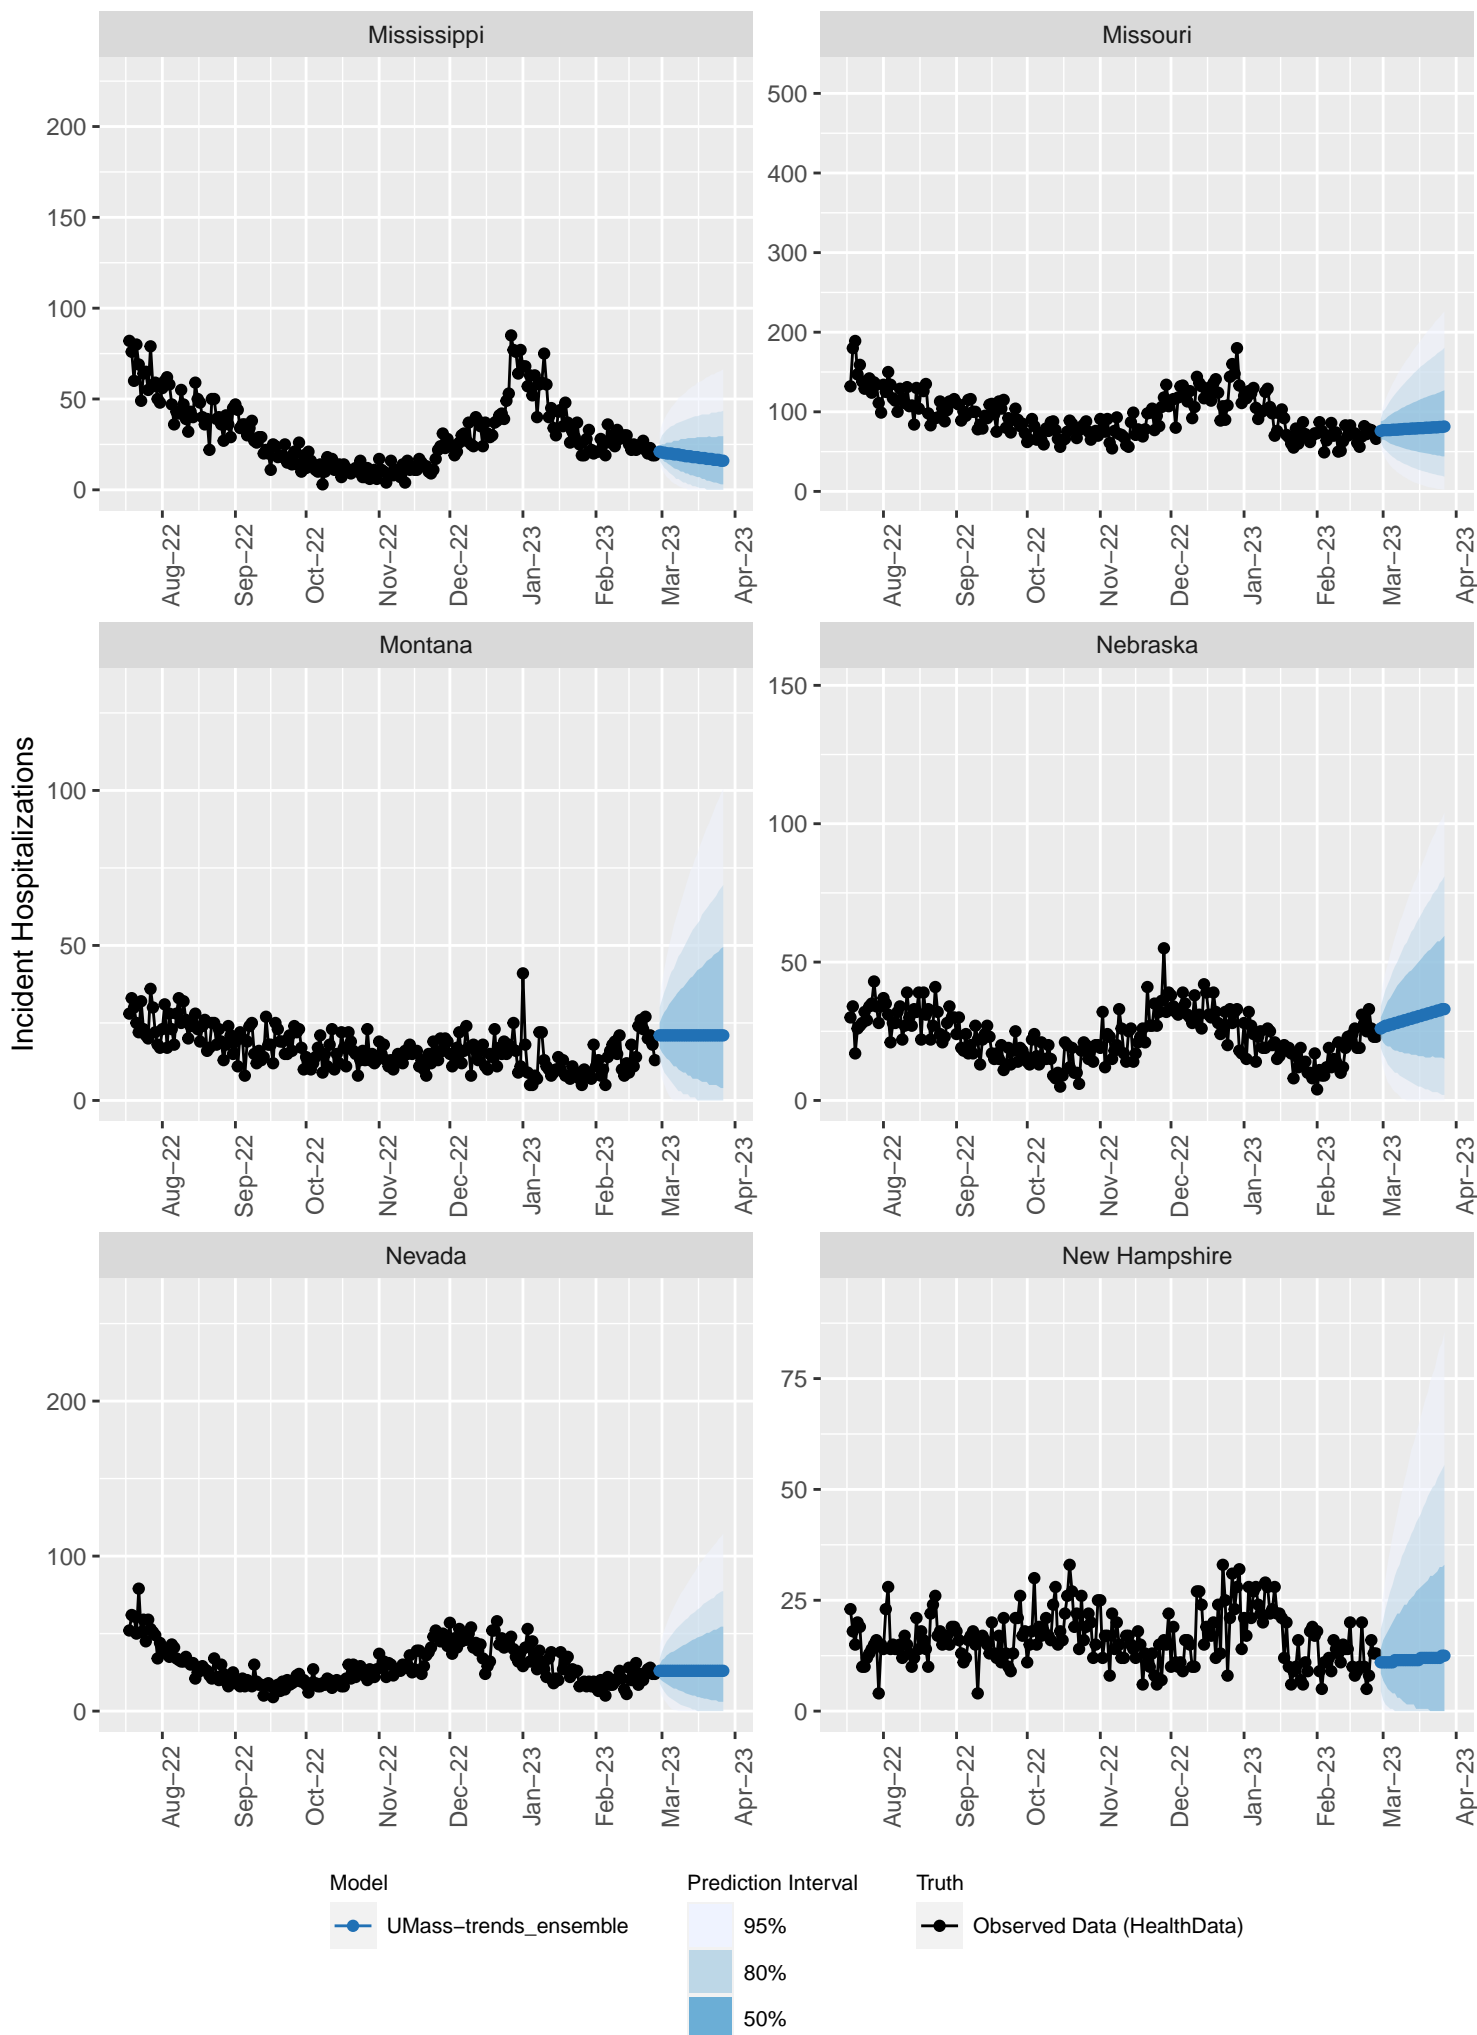 Mississippi
Missouri
200
150
100
50
0
500
400
300
200
100
0
Aug−22
Sep−22
Oct−22
Nov−22
Dec−22
Jan−23
Feb−23
Mar−23
Apr−23
Aug−22
Sep−22
Oct−22
Nov−22
Dec−22
Jan−23
Feb−23
Mar−23
Apr−23
Incident Hospitalizations
Montana
Nebraska
100
50
0
150
100
50
0
Aug−22
Sep−22
Oct−22
Nov−22
Dec−22
Jan−23
Feb−23
Mar−23
Apr−23
Aug−22
Sep−22
Oct−22
Nov−22
Dec−22
Jan−23
Feb−23
Mar−23
Apr−23
Nevada
New Hampshire
200
100
0
75
50
25
0
Aug−22
Sep−22
Oct−22
Nov−22
Dec−22
Jan−23
Feb−23
Mar−23
Apr−23
Aug−22
Sep−22
Oct−22
Nov−22
Dec−22
Jan−23
Feb−23
Mar−23
Apr−23
Model
UMass−trends_ensemble
Prediction Interval
95%
80%
50%
Truth
Observed Data (HealthData)